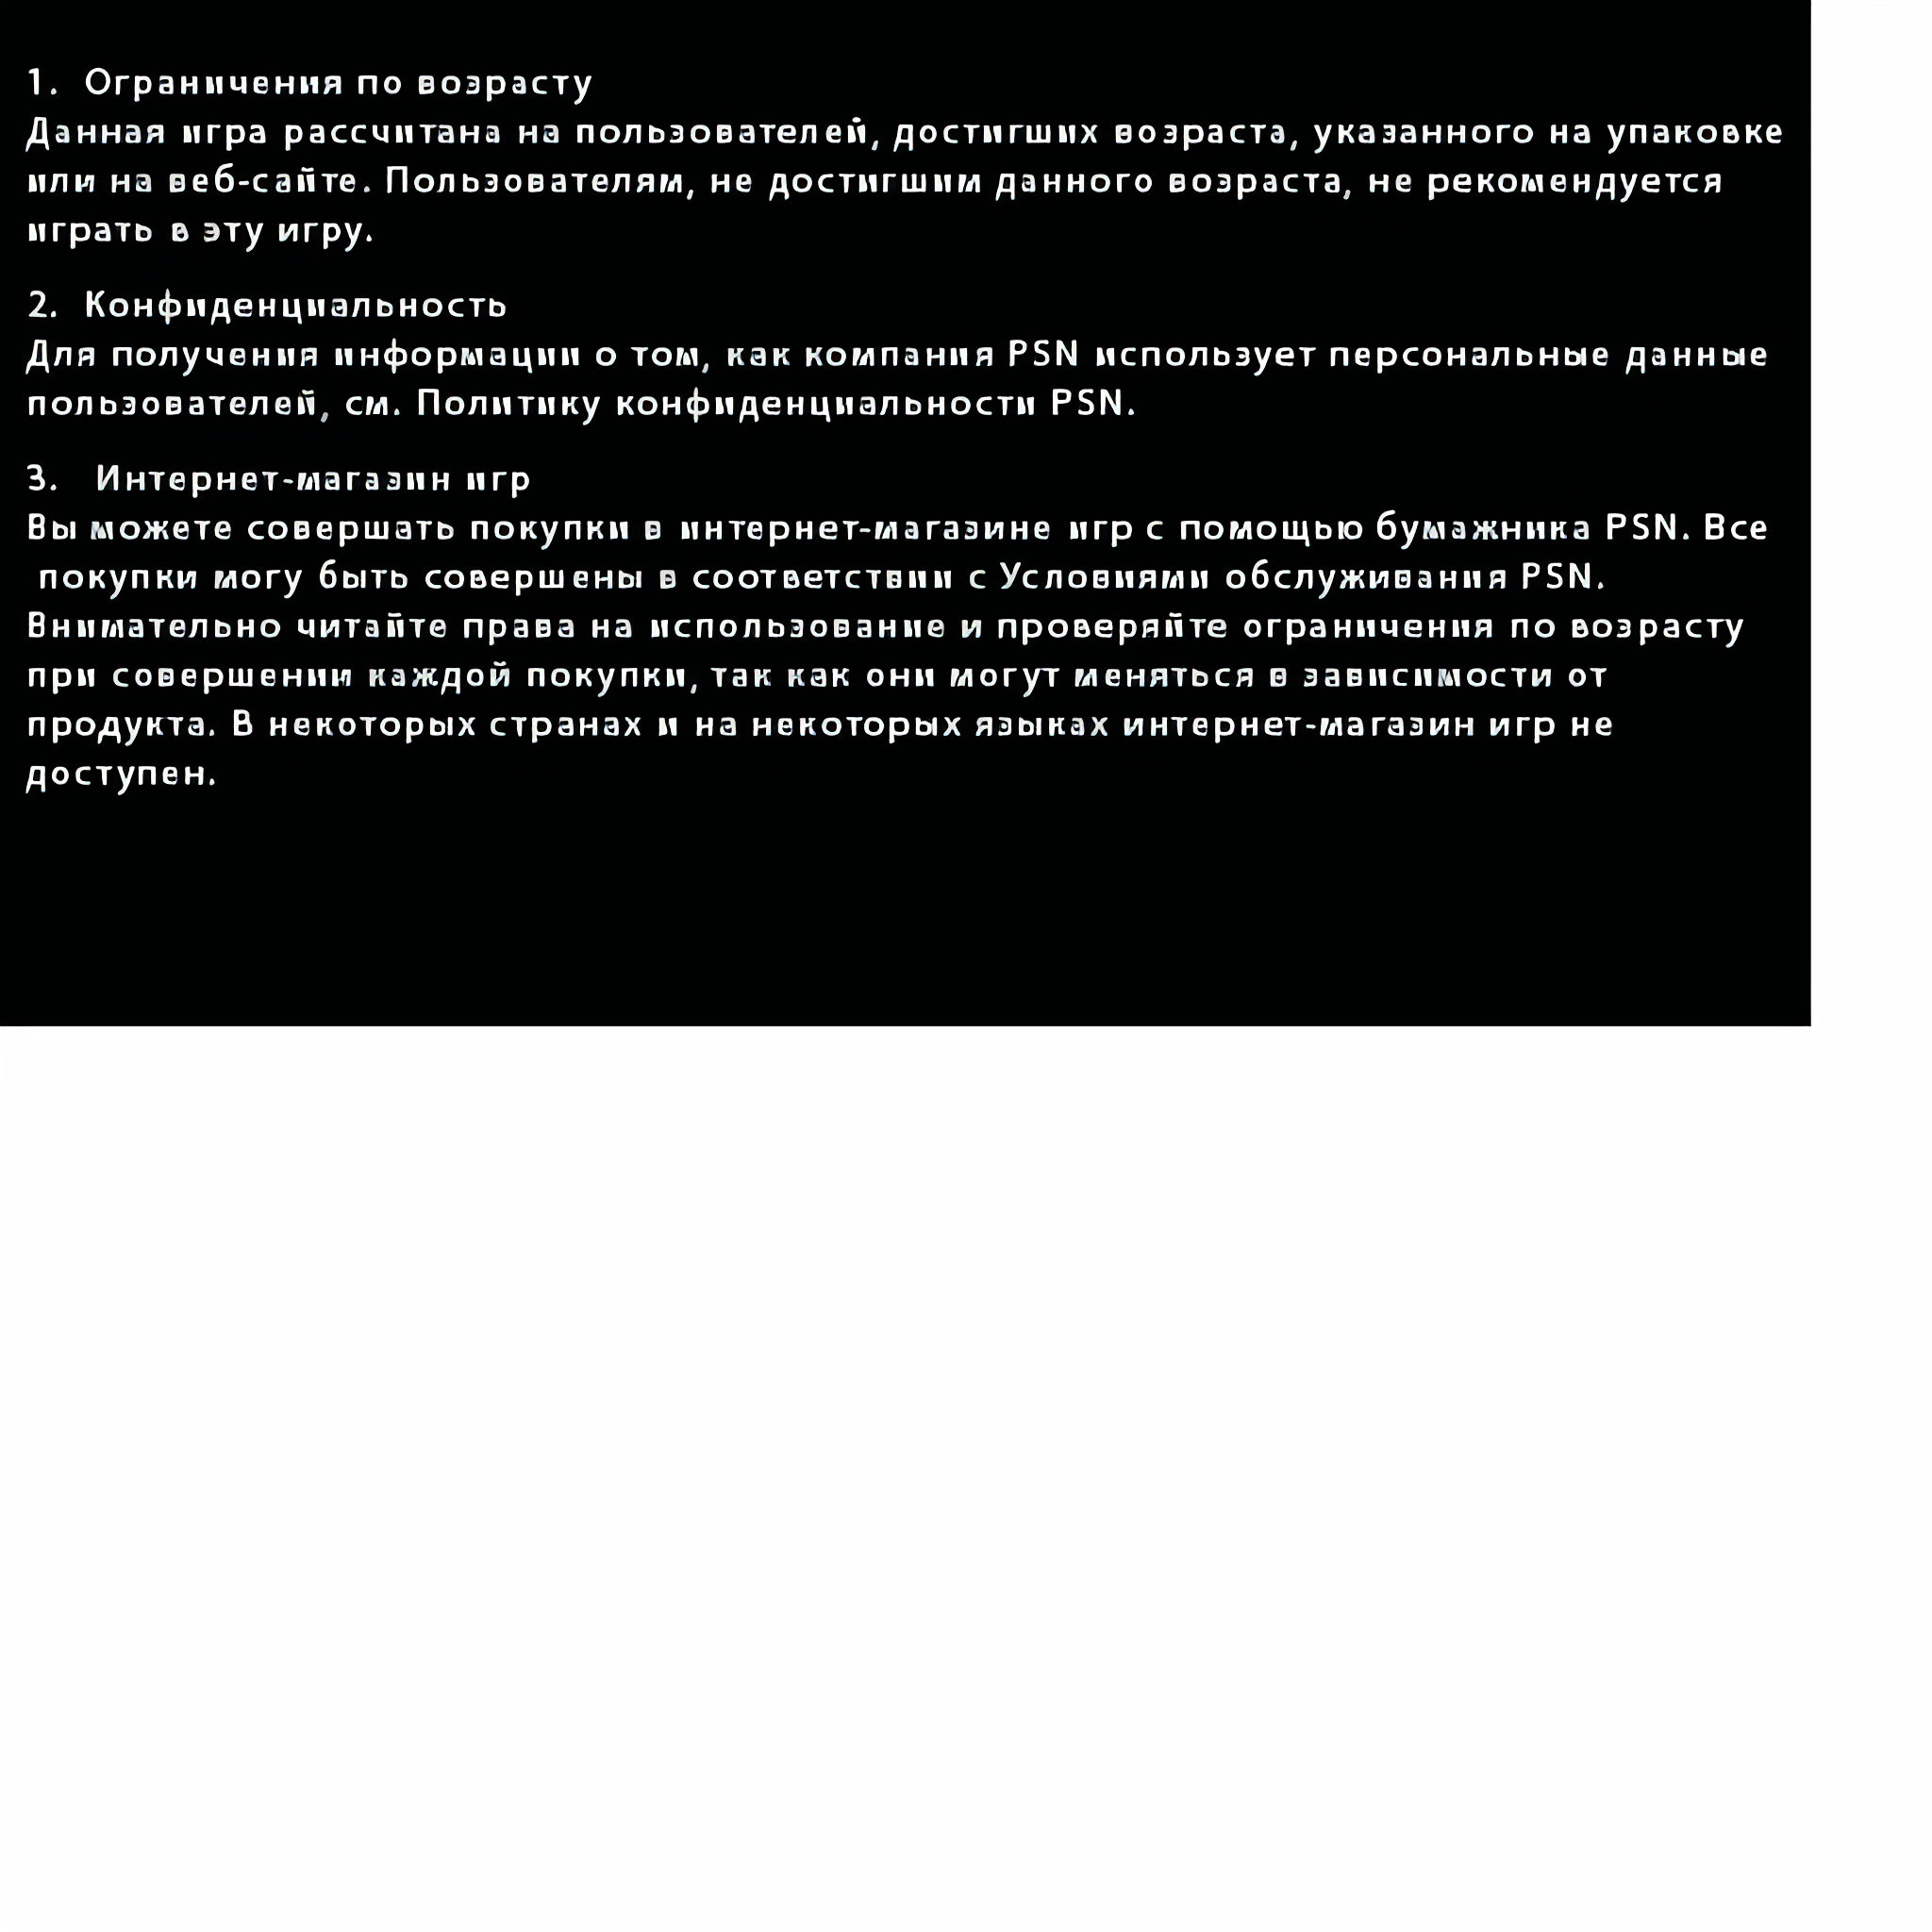 1. Ограничения по возрасту
Данная игра рассчитана на пользователей, достигших возраста, указанного на упаковке
или на веб-сайте. Пользователям, не достигшим данного возраста, не рекомендуется
играть в эту игру.
2. Конфиденциальность
Для получения информации о том, как компания PSN использует персональные данные
пользователей, см. Политику конфиденциальности PSN.
3. Интернет-магазин игр
Вы можете совершать покупки в интернет-магазине игр с помощью бумажника PSN. Все
покупки могу быть совершены в соответствии с Условиями обслуживания PSN.
Внимательно читайте права на использование и проверяйте ограничения по возрасту
при совершении каждой покупки, так как они могут меняться в зависимости от
продукта. В некоторых странах и на некоторых языках интернет-магазин игр не
доступен.